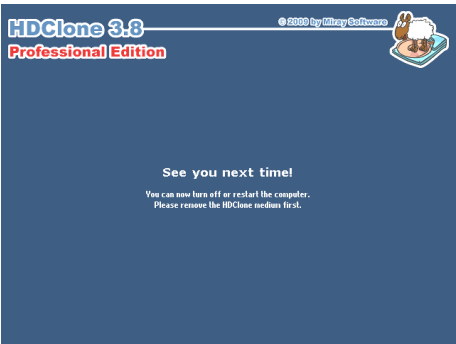 HDClone 3.8
© 2009 by Miray Software
Professional Edition
See you next time!
You can now turn off or restart the computer.
Please remove the HDClone medium first.